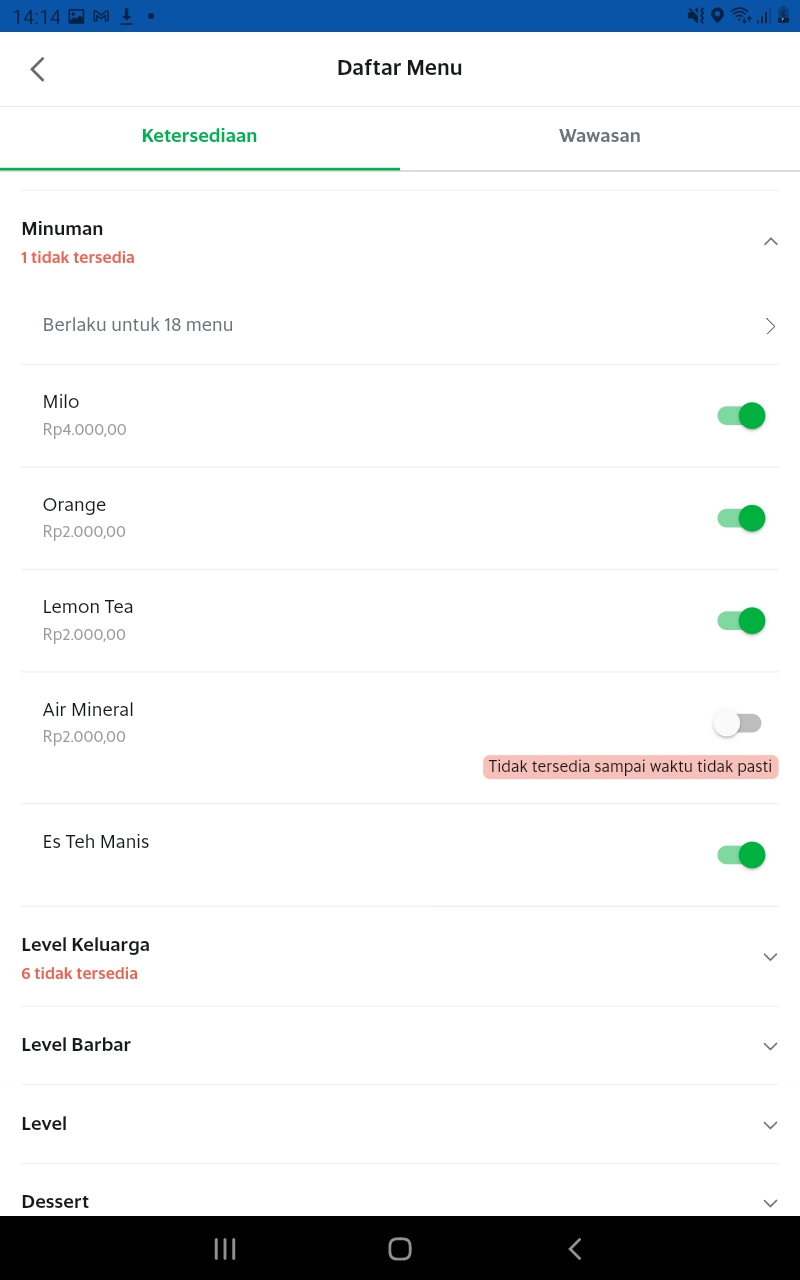 14:14
Daftar Menu
Ketersediaan
Wawasan
Minuman
1 tidak tersedia
Berlaku untuk 18 menu
Milo
Rp4.000,00
Orange
Rp2.000,00
Lemon Tea
Rp2.000,00
Air Mineral
Rp2.000,00
Tidak tersedia sampai waktu tidak pasti
Es Teh Manis
Level Keluarga
6 tidak tersedia
Level Barbar
Level
Dessert